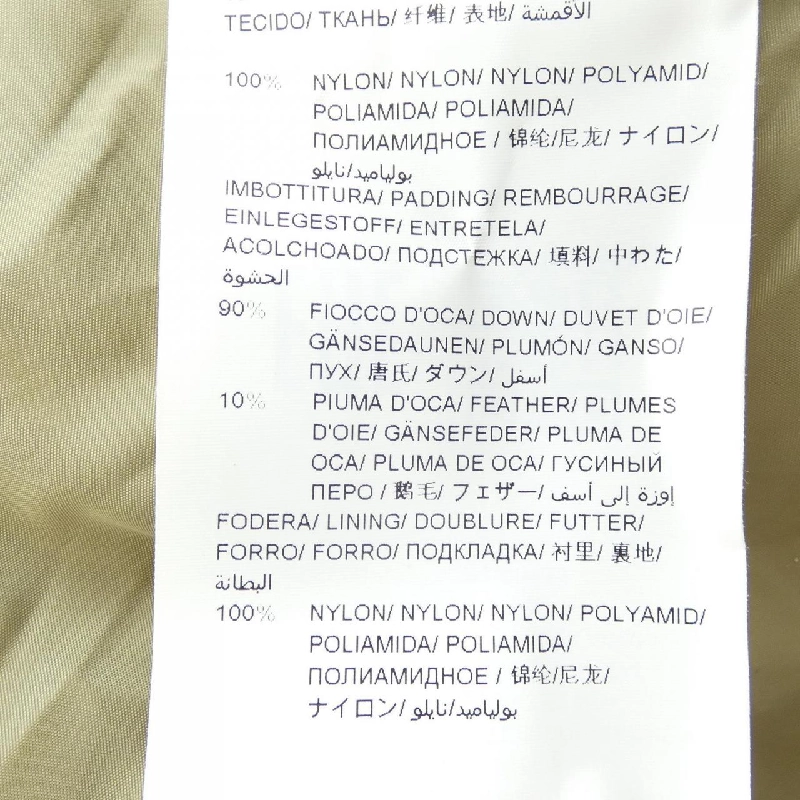 TECIDO/ ТКАНЬ/ 纤维/ 表地/ الأقمشة
100% NYLON/ NYLON/ NYLON/ POLYAMID/
POLIAMIDA/ POLIAMIDA/
ПОЛИАМИДНОЕ / 锦纶/尼龙/ ナイロン/
بولياميد/نايلو
IMBOTTITURA/ PADDING/ REMBOURRAGE/
EINLEGESTOFF/ ENTRETELA/
ACOLCHOADO/ ПОДСТЕЖКА/ 填料/ 中わた/
الحشوة
90% FIOCCO D'OCA/ DOWN/ DUVET D'OIE/
GÄNSEDAUNEN/ PLUMÓN/ GANSO/
ПУХ/ 唐氏/ ダウン/ أسفل
10% PIUMA D'OCA/ FEATHER/ PLUMES
D'OIE/ GÄNSEFEDER/ PLUMA DE
OCA/ PLUMA DE OCA/ ГУСИНЫЙ
ПЕРО / 鹅毛/ フェザー/ إوزة إلى أسف
FODERA/ LINING/ DOUBLURE/ FUTTER/
FORRO/ FORRO/ ПОДКЛАДКА/ 衬里/ 裏地/
البطانة
100% NYLON/ NYLON/ NYLON/ POLYAMID/
POLIAMIDA/ POLIAMIDA/
ПОЛИАМИДНОЕ / 锦纶/尼龙/
ナイロン/ بولياميد/نايلو